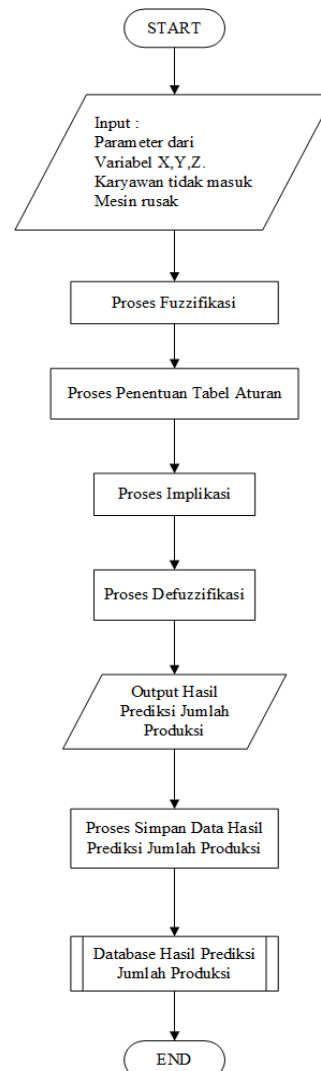 START
Input :
Parameter dari
Variabel X,Y,Z.
Karyawan tidak masuk
Mesin rusak
Proses Fuzzifikasi
Proses Penentuan Tabel Aturan
Proses Implikasi
Proses Defuzzifikasi
Output Hasil
Prediksi Jumlah
Produksi
Proses Simpan Data Hasil
Prediksi Jumlah Produksi
Database Hasil Prediksi
Jumlah Produksi
END